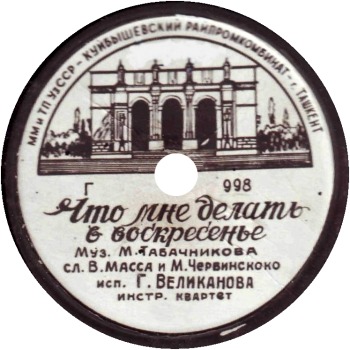 ММ и ТП УзССР - КУЙБЫШЕВСКИЙ РАЙПРОМКОМБИНАТ - г. ТАШКЕНТ
Г 998
Что мне делать
в воскресенье
Муз. М. Табачникова
сл. В. Масса и М. Червинскоко
исп. Г. Великанова
инстр. квартет